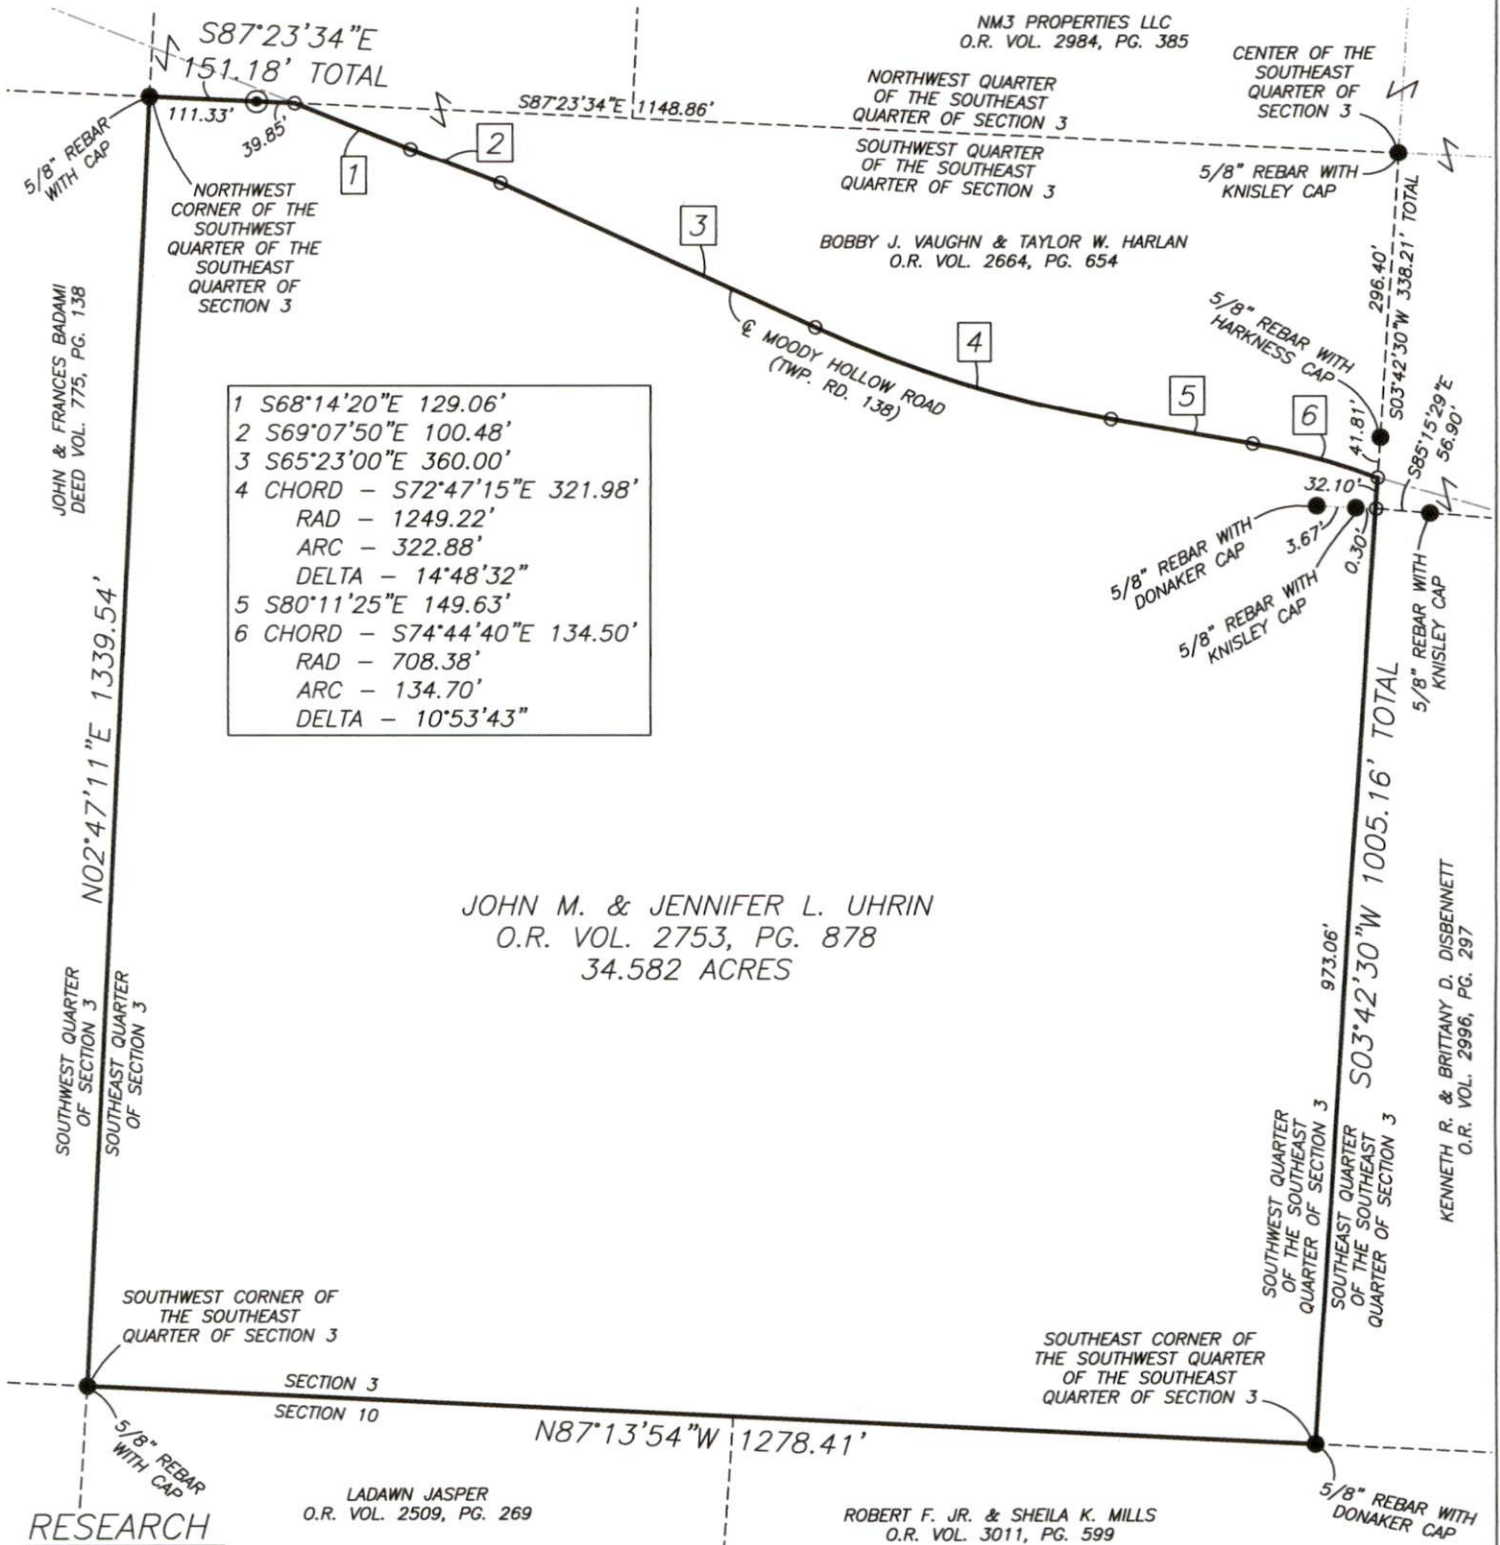 S87°23'34"E
151.18' TOTAL
NM3 PROPERTIES LLC
O.R. VOL. 2984, PG. 385
CENTER OF THE
SOUTHEAST
QUARTER OF
SECTION 3
NORTHWEST QUARTER
OF THE SOUTHEAST
QUARTER OF SECTION 3
S87°23'34"E 1148.86'
111.33'
39.85'
5/8" REBAR
WITH CAP
1
2
SOUTHWEST QUARTER
OF THE SOUTHEAST
QUARTER OF SECTION 3
5/8" REBAR WITH
KNISLEY CAP
NORTHWEST
CORNER OF THE
SOUTHWEST
QUARTER OF THE
SOUTHEAST
QUARTER OF
SECTION 3
3
BOBBY J. VAUGHN & TAYLOR W. HARLAN
O.R. VOL. 2664, PG. 654
296.40'
S03°42'30"W 338.21' TOTAL
5/8" REBAR WITH
HARKNESS CAP
JOHN & FRANCES BADAMI
DEED VOL. 775, PG. 138
℄ MOODY HOLLOW ROAD
(TWP. RD. 138)
4
5
6
41.81'
S85°15'29"E
56.90'
1 S68°14'20"E 129.06'
2 S69°07'50"E 100.48'
3 S65°23'00"E 360.00'
4 CHORD – S72°47'15"E 321.98'
RAD – 1249.22'
ARC – 322.88'
DELTA – 14°48'32"
5 S80°11'25"E 149.63'
6 CHORD – S74°44'40"E 134.50'
RAD – 708.38'
ARC – 134.70'
DELTA – 10°53'43"
32.10'
3.67'
0.30'
5/8" REBAR WITH
DONAKER CAP
5/8" REBAR WITH
KNISLEY CAP
5/8" REBAR WITH
KNISLEY CAP
N02°47'11"E 1339.54'
JOHN M. & JENNIFER L. UHRIN
O.R. VOL. 2753, PG. 878
34.582 ACRES
973.06'
S03°42'30"W 1005.16' TOTAL
KENNETH R. & BRITTANY D. DISBENNETT
O.R. VOL. 2996, PG. 297
SOUTHWEST QUARTER
OF SECTION 3
SOUTHEAST QUARTER
OF SECTION 3
SOUTHWEST QUARTER
OF THE SOUTHEAST
QUARTER OF SECTION 3
SOUTHEAST QUARTER
OF THE SOUTHEAST
QUARTER OF SECTION 3
SOUTHWEST CORNER OF
THE SOUTHEAST
QUARTER OF SECTION 3
SOUTHEAST CORNER OF
THE SOUTHWEST QUARTER
OF THE SOUTHEAST
QUARTER OF SECTION 3
SECTION 3
SECTION 10
N87°13'54"W 1278.41'
5/8" REBAR
WITH CAP
LADAWN JASPER
O.R. VOL. 2509, PG. 269
ROBERT F. JR. & SHEILA K. MILLS
O.R. VOL. 3011, PG. 599
5/8" REBAR WITH
DONAKER CAP
RESEARCH